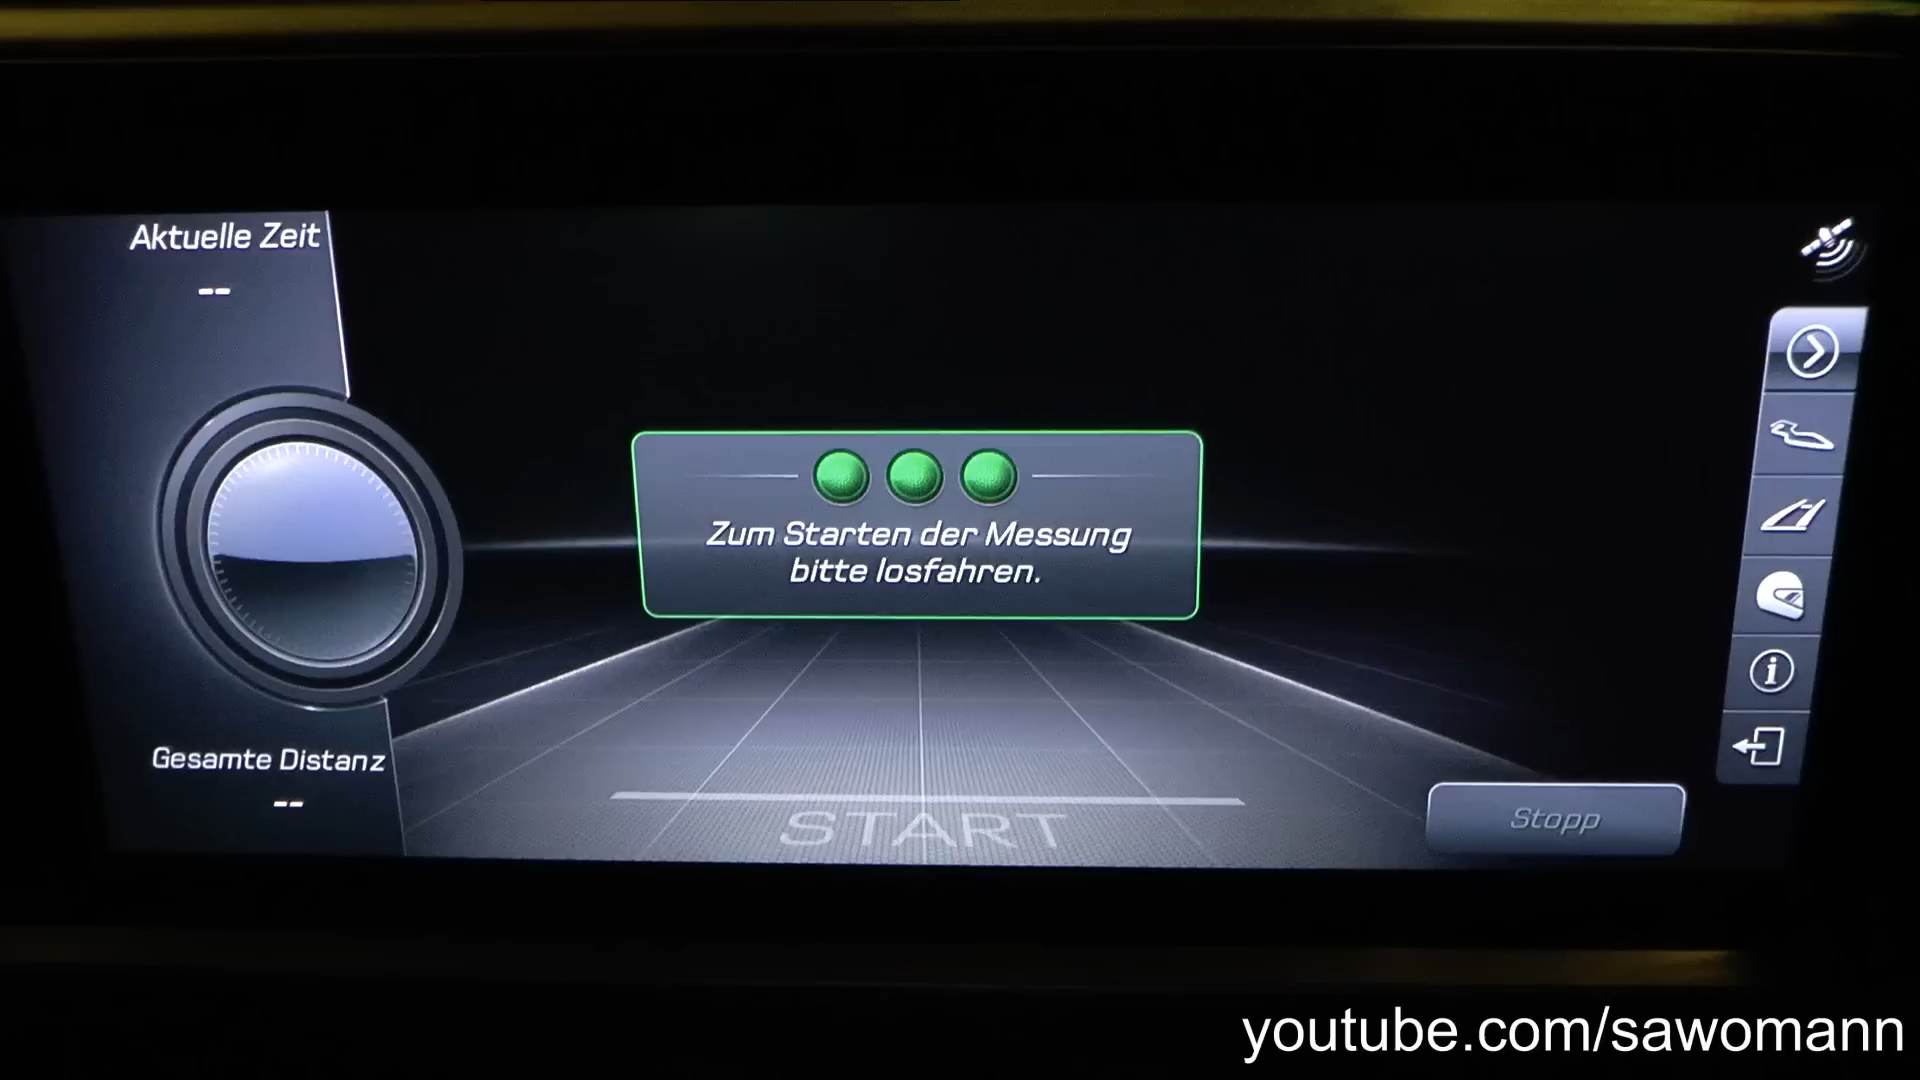 Aktuelle Zeit
--
Zum Starten der Messung
bitte losfahren.
Gesamte Distanz
--
START
Stopp
youtube.com/sawomann